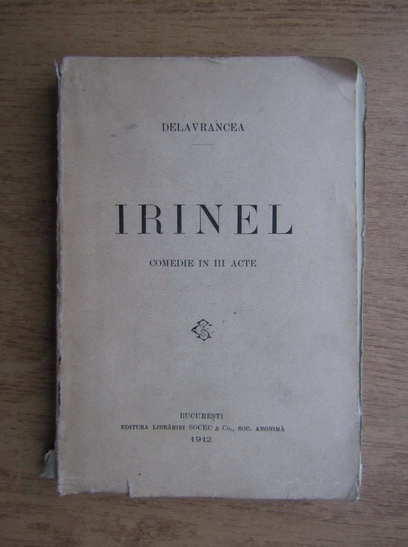 DELAVRANCEA
IRINEL
COMEDIE IN III ACTE
BUCUREȘTI
EDITURA LIBRĂRIEI SOCEC & Co., SOC. ANONIMĂ
1912